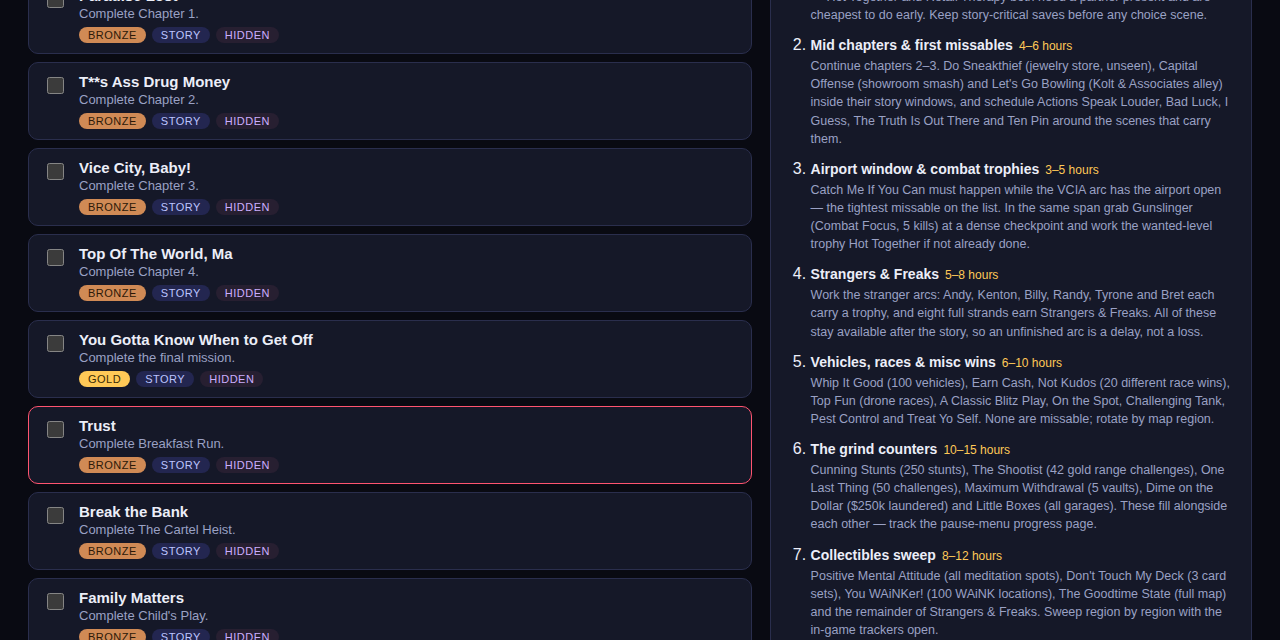 Complete Chapter 1.
BRONZE STORY HIDDEN
T**s Ass Drug Money
Complete Chapter 2.
BRONZE STORY HIDDEN
Vice City, Baby!
Complete Chapter 3.
BRONZE STORY HIDDEN
Top Of The World, Ma
Complete Chapter 4.
BRONZE STORY HIDDEN
You Gotta Know When to Get Off
Complete the final mission.
GOLD STORY HIDDEN
Trust
Complete Breakfast Run.
BRONZE STORY HIDDEN
Break the Bank
Complete The Cartel Heist.
BRONZE STORY HIDDEN
Family Matters
Complete Child's Play.
BRONZE STORY HIDDEN
cheapest to do early. Keep story-critical saves before any choice scene.
2. Mid chapters & first missables 4–6 hours
Continue chapters 2–3. Do Sneakthief (jewelry store, unseen), Capital
Offense (showroom smash) and Let's Go Bowling (Kolt & Associates alley)
inside their story windows, and schedule Actions Speak Louder, Bad Luck, I
Guess, The Truth Is Out There and Ten Pin around the scenes that carry
them.
3. Airport window & combat trophies 3–5 hours
Catch Me If You Can must happen while the VCIA arc has the airport open
— the tightest missable on the list. In the same span grab Gunslinger
(Combat Focus, 5 kills) at a dense checkpoint and work the wanted-level
trophy Hot Together if not already done.
4. Strangers & Freaks 5–8 hours
Work the stranger arcs: Andy, Kenton, Billy, Randy, Tyrone and Bret each
carry a trophy, and eight full strands earn Strangers & Freaks. All of these
stay available after the story, so an unfinished arc is a delay, not a loss.
5. Vehicles, races & misc wins 6–10 hours
Whip It Good (100 vehicles), Earn Cash, Not Kudos (20 different race wins),
Top Fun (drone races), A Classic Blitz Play, On the Spot, Challenging Tank,
Pest Control and Treat Yo Self. None are missable; rotate by map region.
6. The grind counters 10–15 hours
Cunning Stunts (250 stunts), The Shootist (42 gold range challenges), One
Last Thing (50 challenges), Maximum Withdrawal (5 vaults), Dime on the
Dollar ($250k laundered) and Little Boxes (all garages). These fill alongside
each other — track the pause-menu progress page.
7. Collectibles sweep 8–12 hours
Positive Mental Attitude (all meditation spots), Don't Touch My Deck (3 card
sets), You WAiNKer! (100 WAiNK locations), The Goodtime State (full map)
and the remainder of Strangers & Freaks. Sweep region by region with the
in-game trackers open.